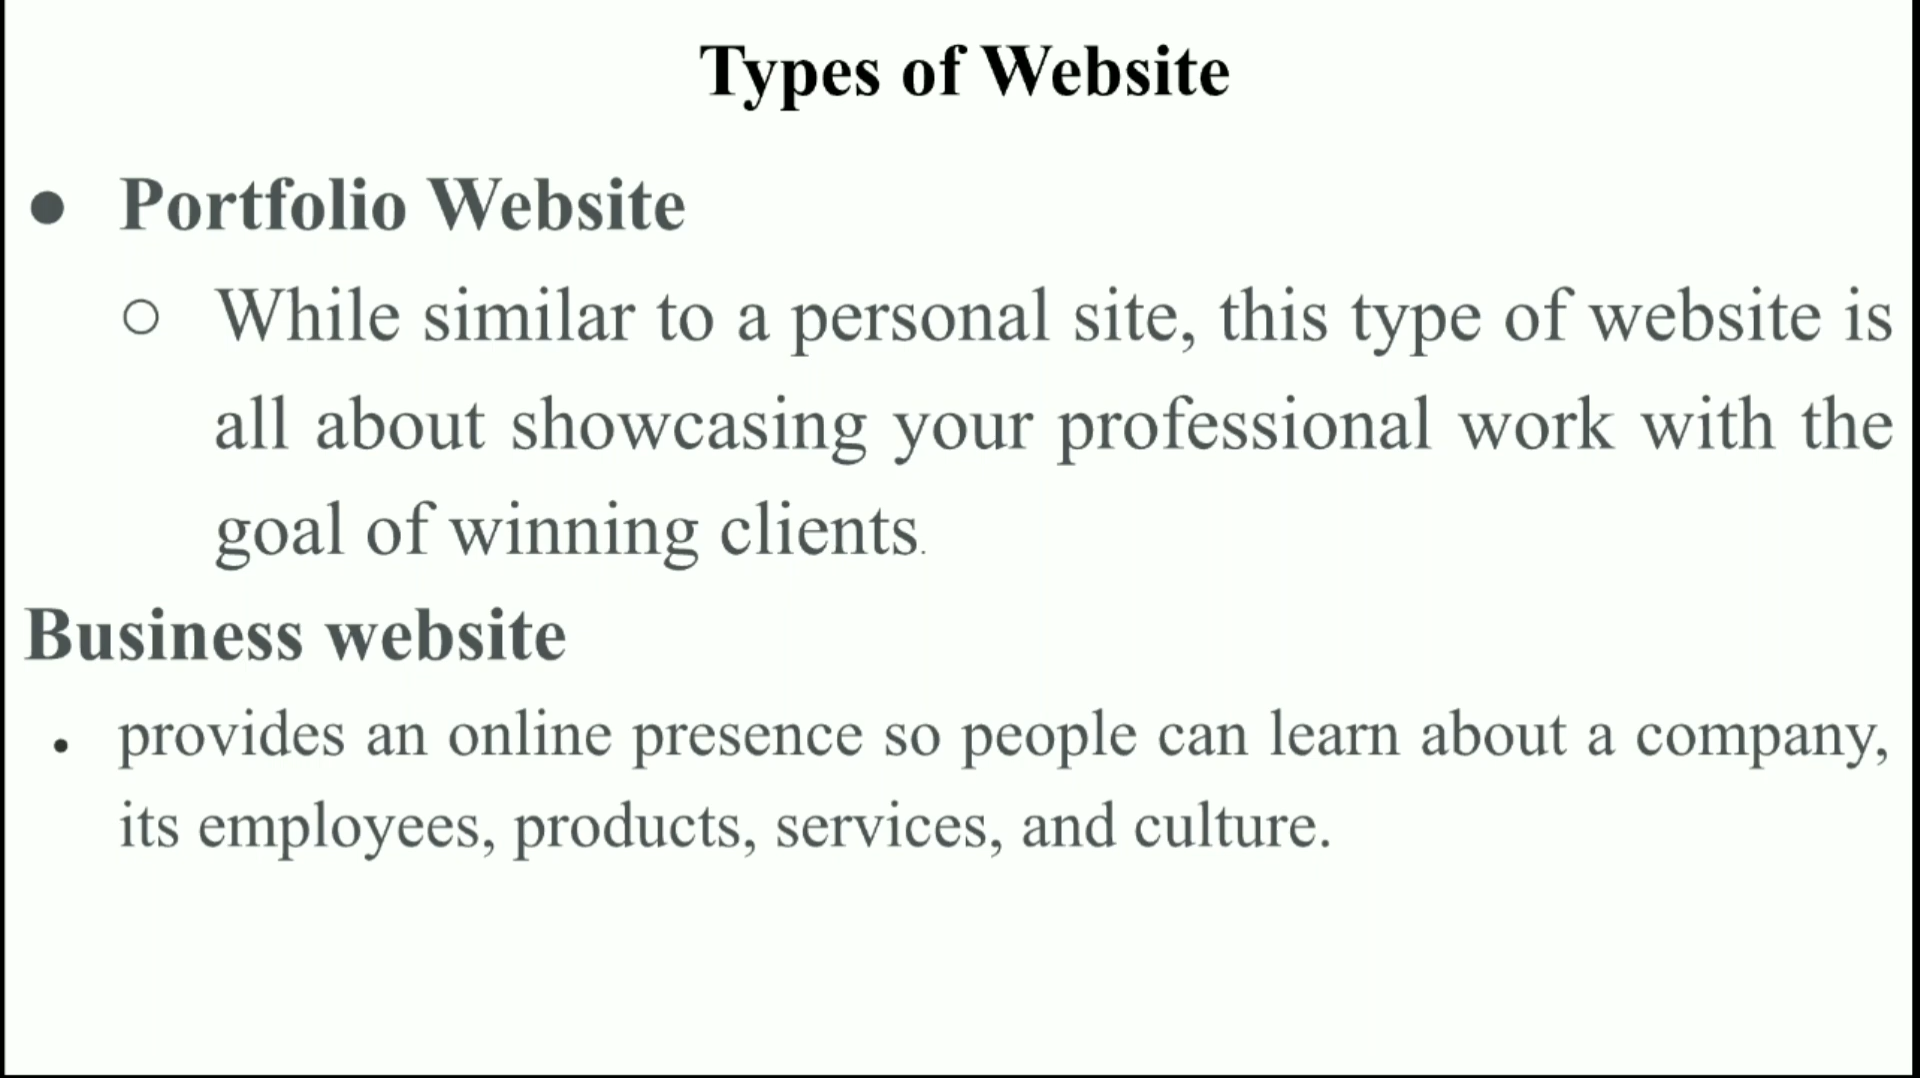 Types of Website
● Portfolio Website
○ While similar to a personal site, this type of website is
all about showcasing your professional work with the
goal of winning clients.
Business website
• provides an online presence so people can learn about a company,
its employees, products, services, and culture.